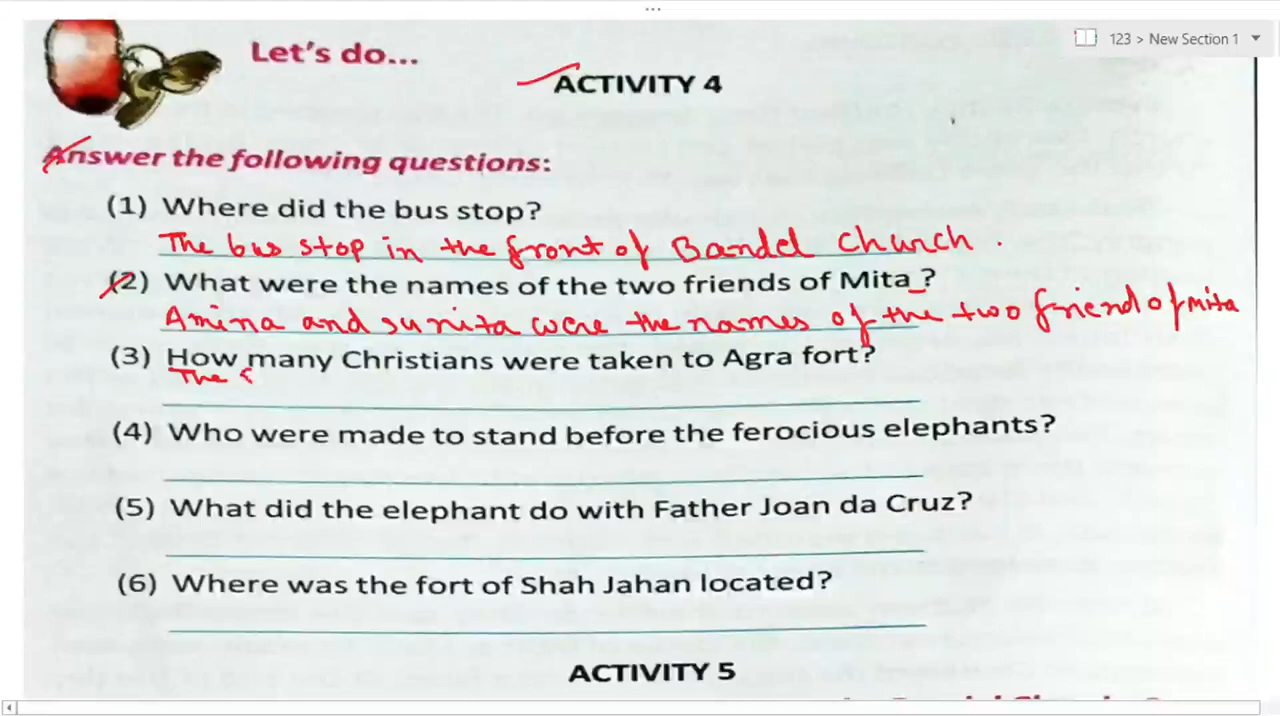 ...
123 > New Section 1
Let's do...
ACTIVITY 4
Answer the following questions:
(1) Where did the bus stop?
The bus stop in the front of Bandel Church.
(2) What were the names of the two friends of Mita?
Amina and sunita were the names of the two friend of Mita
(3) How many Christians were taken to Agra fort?
The
(4) Who were made to stand before the ferocious elephants?
(5) What did the elephant do with Father Joan da Cruz?
(6) Where was the fort of Shah Jahan located?
ACTIVITY 5